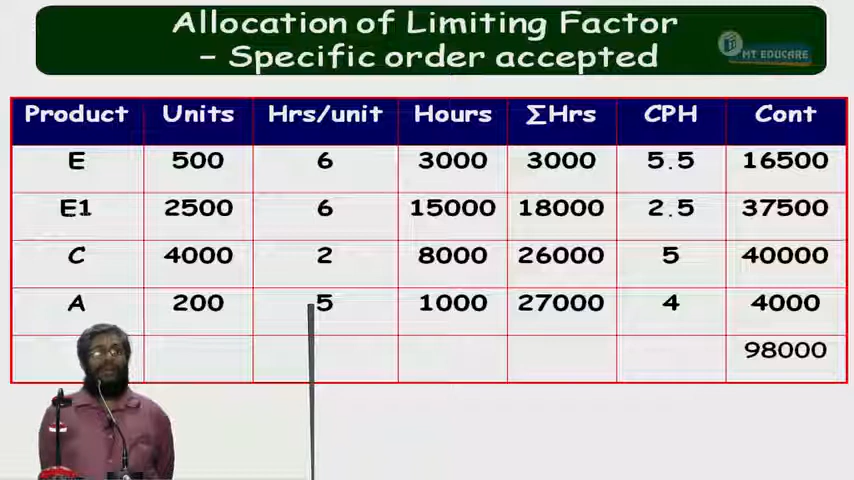 Allocation of Limiting Factor
– Specific order accepted
MT EDUCARE
Product Units Hrs/unit Hours ∑Hrs CPH Cont
E 500 6 3000 3000 5.5 16500
E1 2500 6 15000 18000 2.5 37500
C 4000 2 8000 26000 5 40000
A 200 5 1000 27000 4 4000
98000